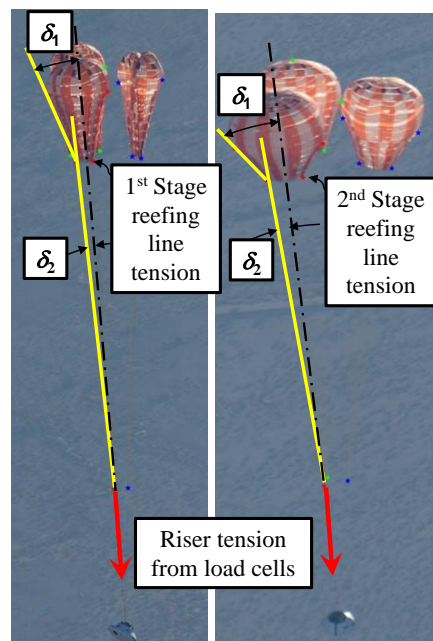 δ1
1st Stage
reefing
line
tension
δ2
δ1
2nd Stage
reefing
line
tension
δ2
Riser tension
from load cells